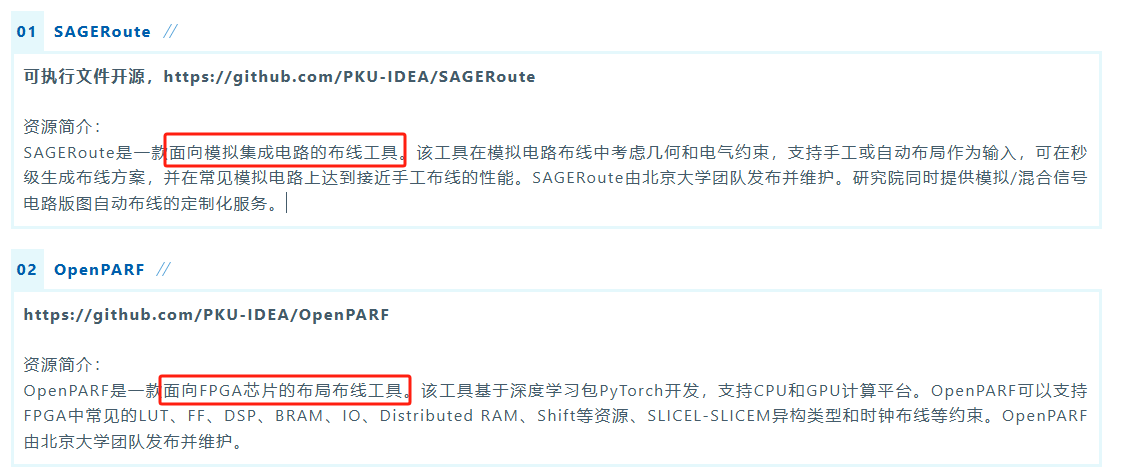 01 SAGERoute //
可执行文件开源，https://github.com/PKU-IDEA/SAGERoute
资源简介：
SAGERoute是一款面向模拟集成电路的布线工具。该工具在模拟电路布线中考虑几何和电气约束，支持手工或自动布局作为输入，可在秒
级生成布线方案，并在常见模拟电路上达到接近手工布线的性能。SAGERoute由北京大学团队发布并维护。研究院同时提供模拟/混合信号
电路版图自动布线的定制化服务。
02 OpenPARF //
https://github.com/PKU-IDEA/OpenPARF
资源简介：
OpenPARF是一款面向FPGA芯片的布局布线工具。该工具基于深度学习包PyTorch开发，支持CPU和GPU计算平台。OpenPARF可以支持
FPGA中常见的LUT、FF、DSP、BRAM、IO、Distributed RAM、Shift等资源、SLICEL-SLICEM异构类型和时钟布线等约束。OpenPARF
由北京大学团队发布并维护。